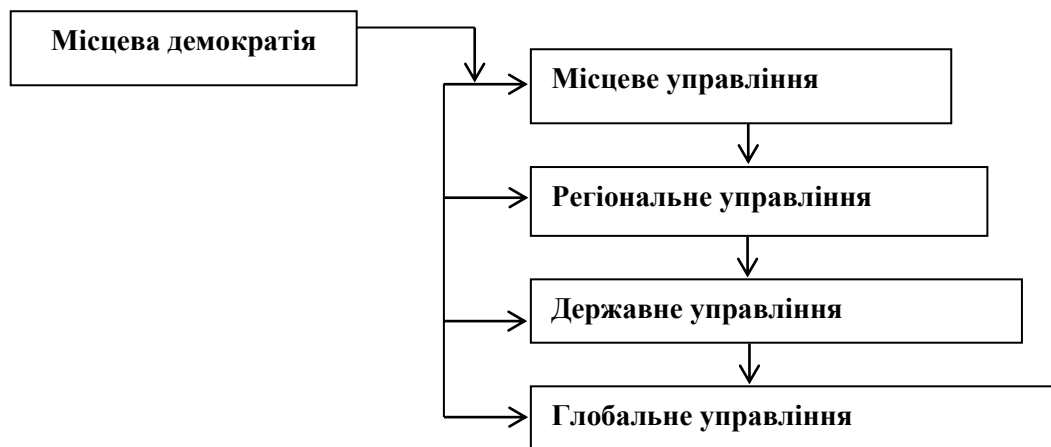 Місцева демократія
Місцеве управління
Регіональне управління
Державне управління
Глобальне управління